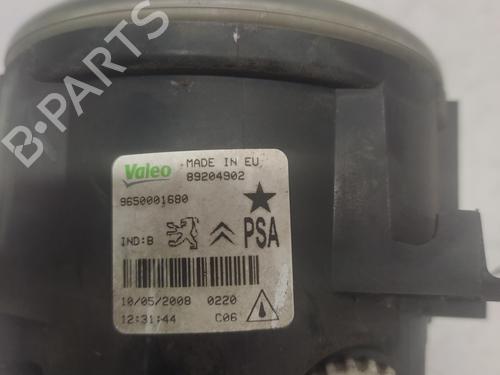 B-PARTS
Valeo MADE IN EU
89204902
9650001680
IND:B PSA
10/05/2008 0220
12:31:44 C06